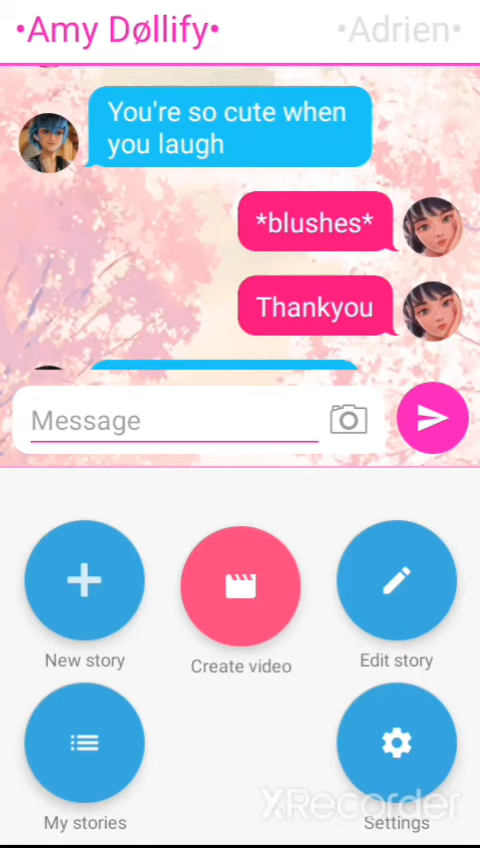 •Amy Døllify•
•Adrien•
You're so cute when
you laugh
*blushes*
Thankyou
Message
New story
Create video
Edit story
My stories
Settings
XRecorder